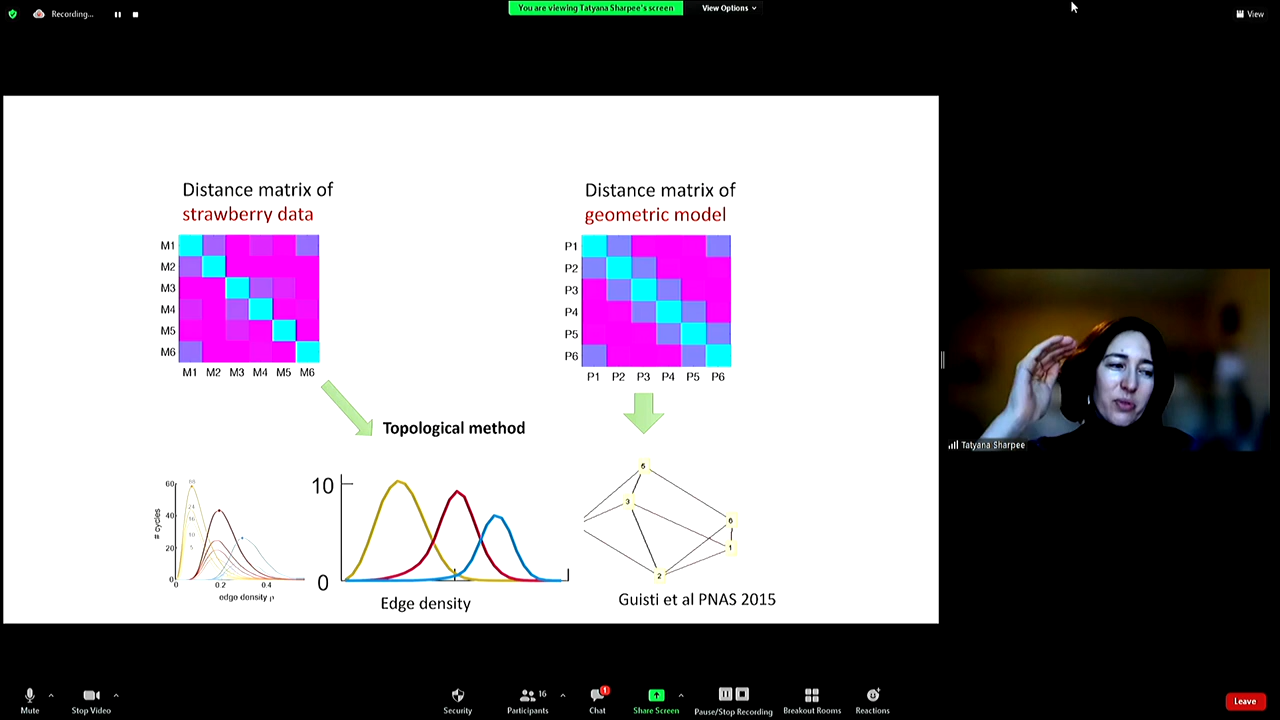 Recording...
You are viewing Tatyana Sharpee's screen
View Options
View
Distance matrix of
strawberry data
M1
M2
M3
M4
M5
M6
M1 M2 M3 M4 M5 M6
Distance matrix of
geometric model
P1
P2
P3
P4
P5
P6
P1 P2 P3 P4 P5 P6
Topological method
# cycles
60
40
20
0
0 0.2 0.4
edge density ρ
10
0
Edge density
6
3
6
1
2
Guisti et al PNAS 2015
Tatyana Sharpee
Mute
Stop Video
Security
Participants 16
Chat 1
Share Screen
Pause/Stop Recording
Breakout Rooms
Reactions
Leave